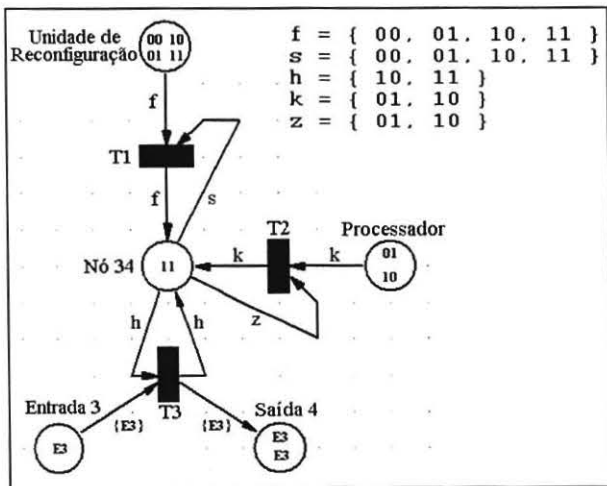 Unidade de
Reconfiguração
00 10
01 11
f = { 00, 01, 10, 11 }
s = { 00, 01, 10, 11 }
h = { 10, 11 }
k = { 01, 10 }
z = { 01, 10 }
f
T1
f
s
T2
Processador
Nó 34
11
k
k
01
10
h
h
z
Entrada 3
T3
Saída 4
{E3}
{E3}
E3
E3
E3